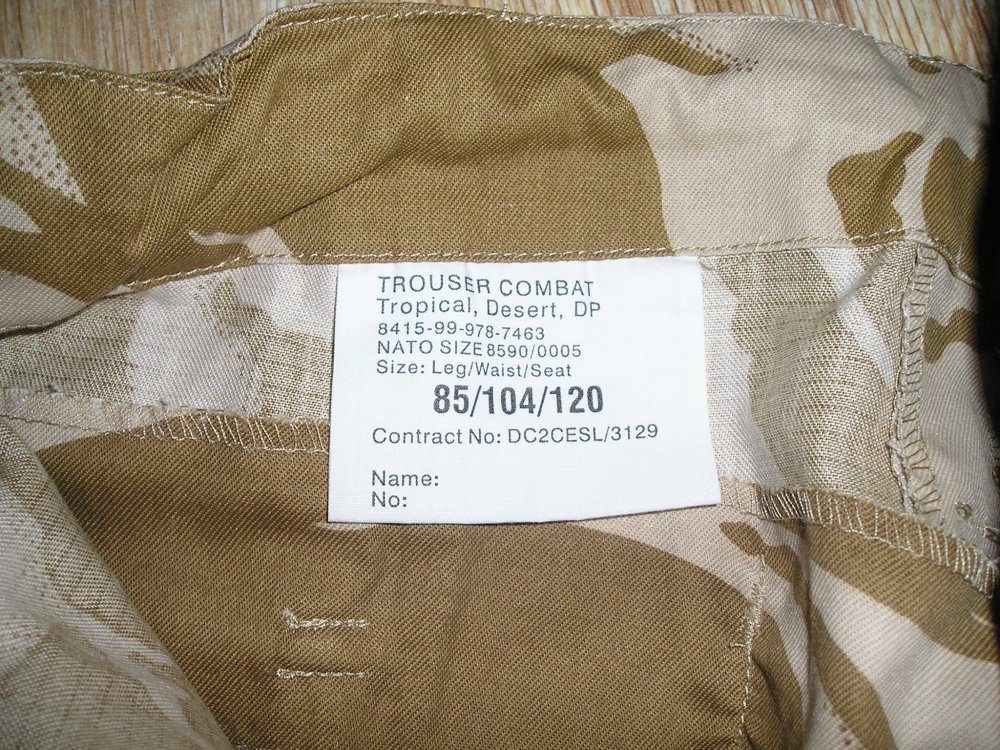 TROUSER COMBAT
Tropical, Desert, DP
8415-99-978-7463
NATO SIZE 8590/0005
Size: Leg/Waist/Seat
85/104/120
Contract No: DC2CESL/3129
Name:
No: